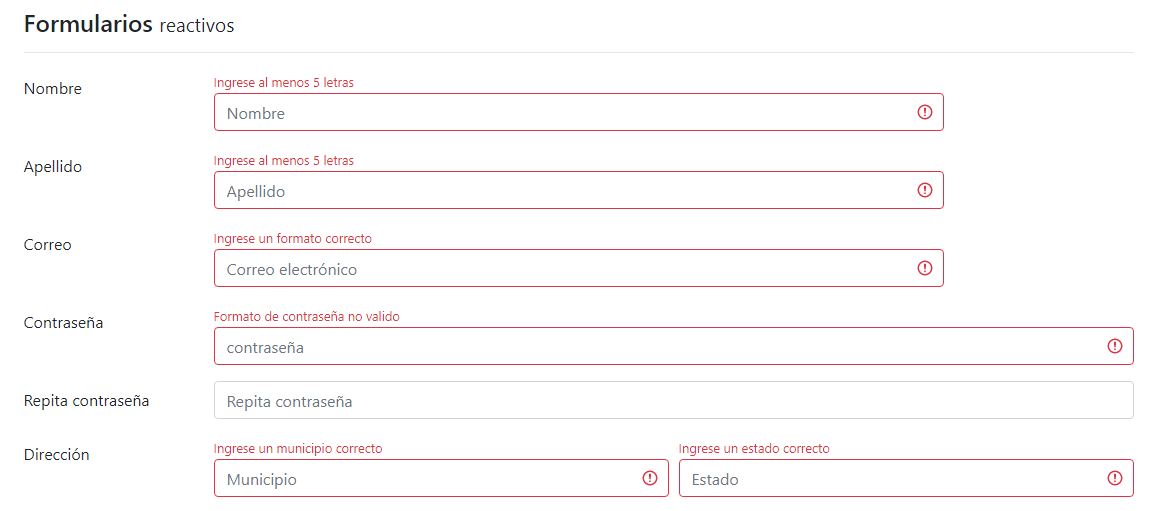 Formularios reactivos
Nombre
Ingrese al menos 5 letras
Nombre
Apellido
Ingrese al menos 5 letras
Apellido
Correo
Ingrese un formato correcto
Correo electrónico
Contraseña
Formato de contraseña no valido
contraseña
Repita contraseña
Repita contraseña
Dirección
Ingrese un municipio correcto
Municipio
Ingrese un estado correcto
Estado